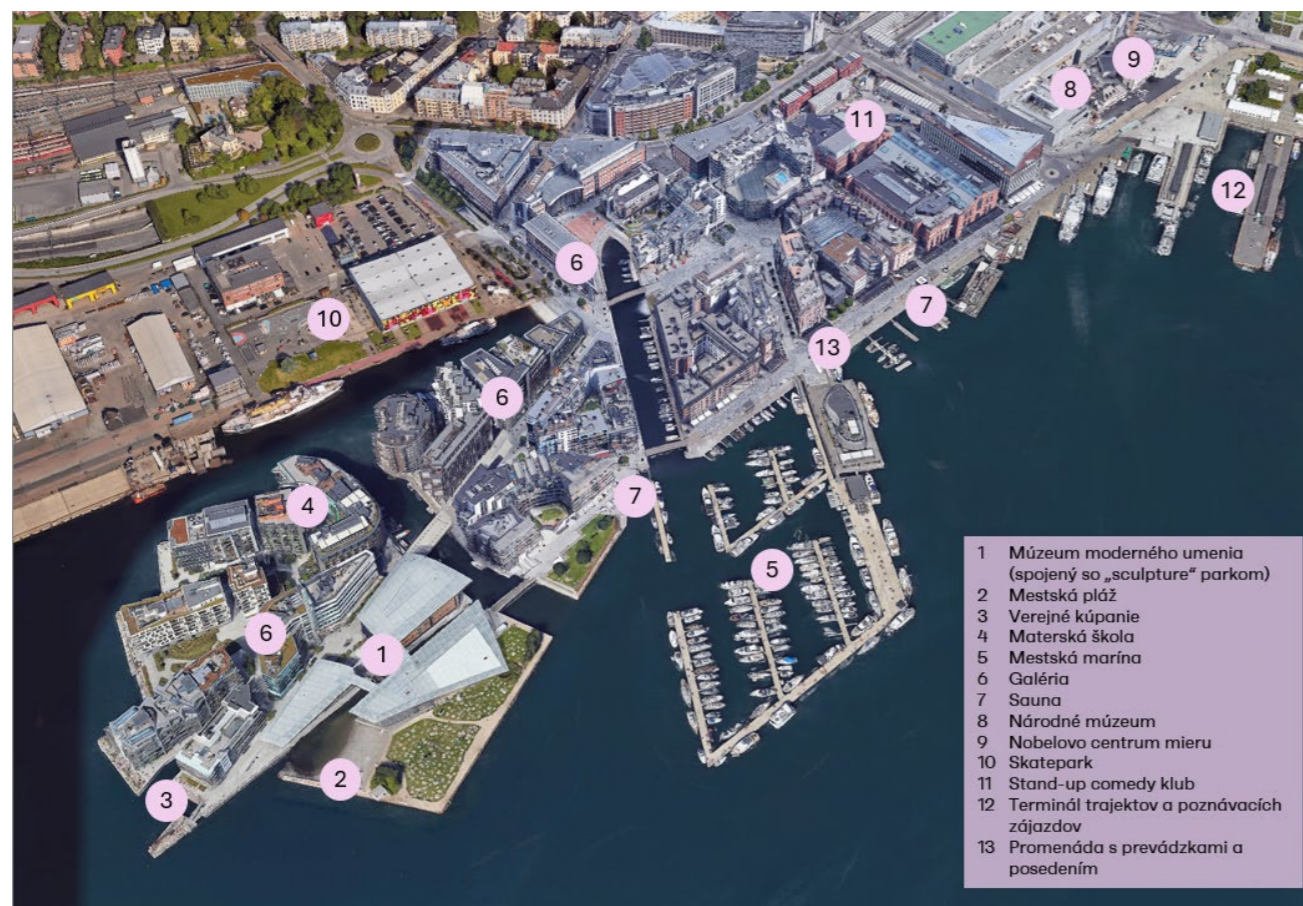 9
8
11
12
6
7
10
13
6
7
4
5
6
1
2
3
1 Múzeum moderného umenia
(spojený so „sculpture“ parkom)
2 Mestská pláž
3 Verejné kúpanie
4 Materská škola
5 Mestská marína
6 Galéria
7 Sauna
8 Národné múzeum
9 Nobelovo centrum mieru
10 Skatepark
11 Stand-up comedy klub
12 Terminál trajektov a poznávacích
zájazdov
13 Promenáda s prevádzkami a
posedením